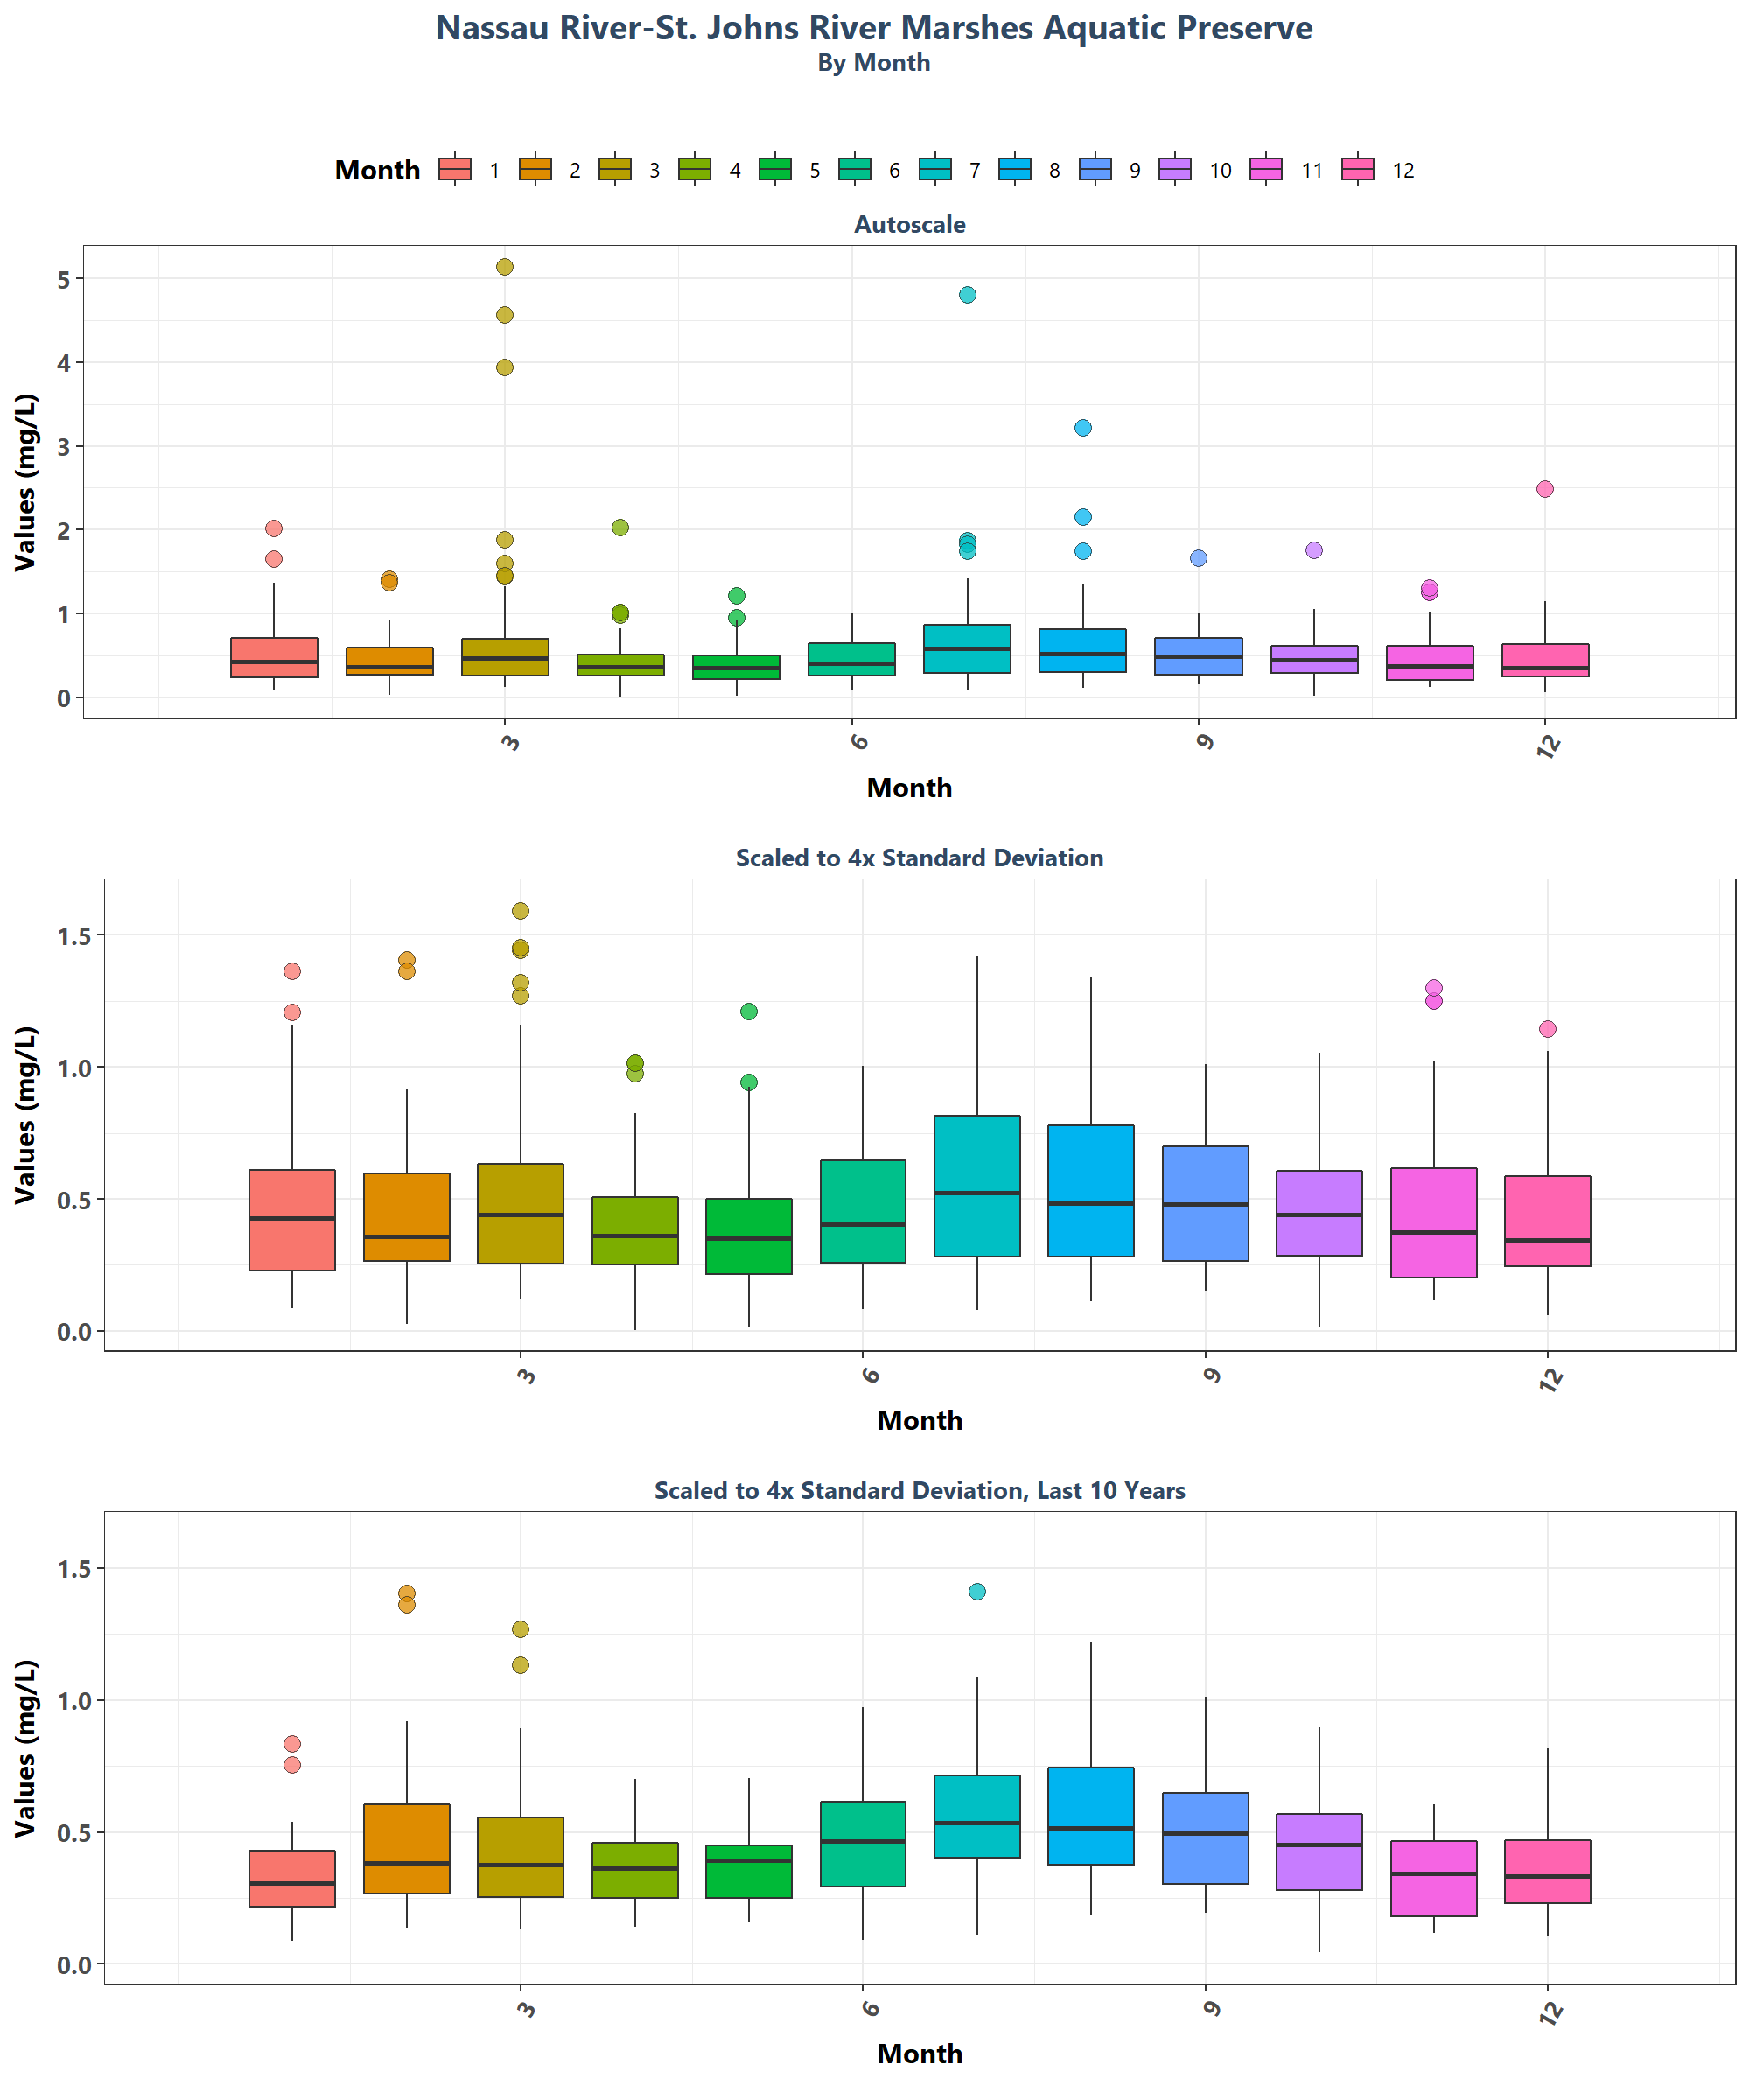 Nassau River-St. Johns River Marshes Aquatic Preserve
By Month
Month 1 2 3 4 5 6 7 8 9 10 11 12
Autoscale
Values (mg/L)
5
4
3
2
1
0
3 6 9 12
Month
Scaled to 4x Standard Deviation
Values (mg/L)
1.5
1.0
0.5
0.0
3 6 9 12
Month
Scaled to 4x Standard Deviation, Last 10 Years
Values (mg/L)
1.5
1.0
0.5
0.0
3 6 9 12
Month